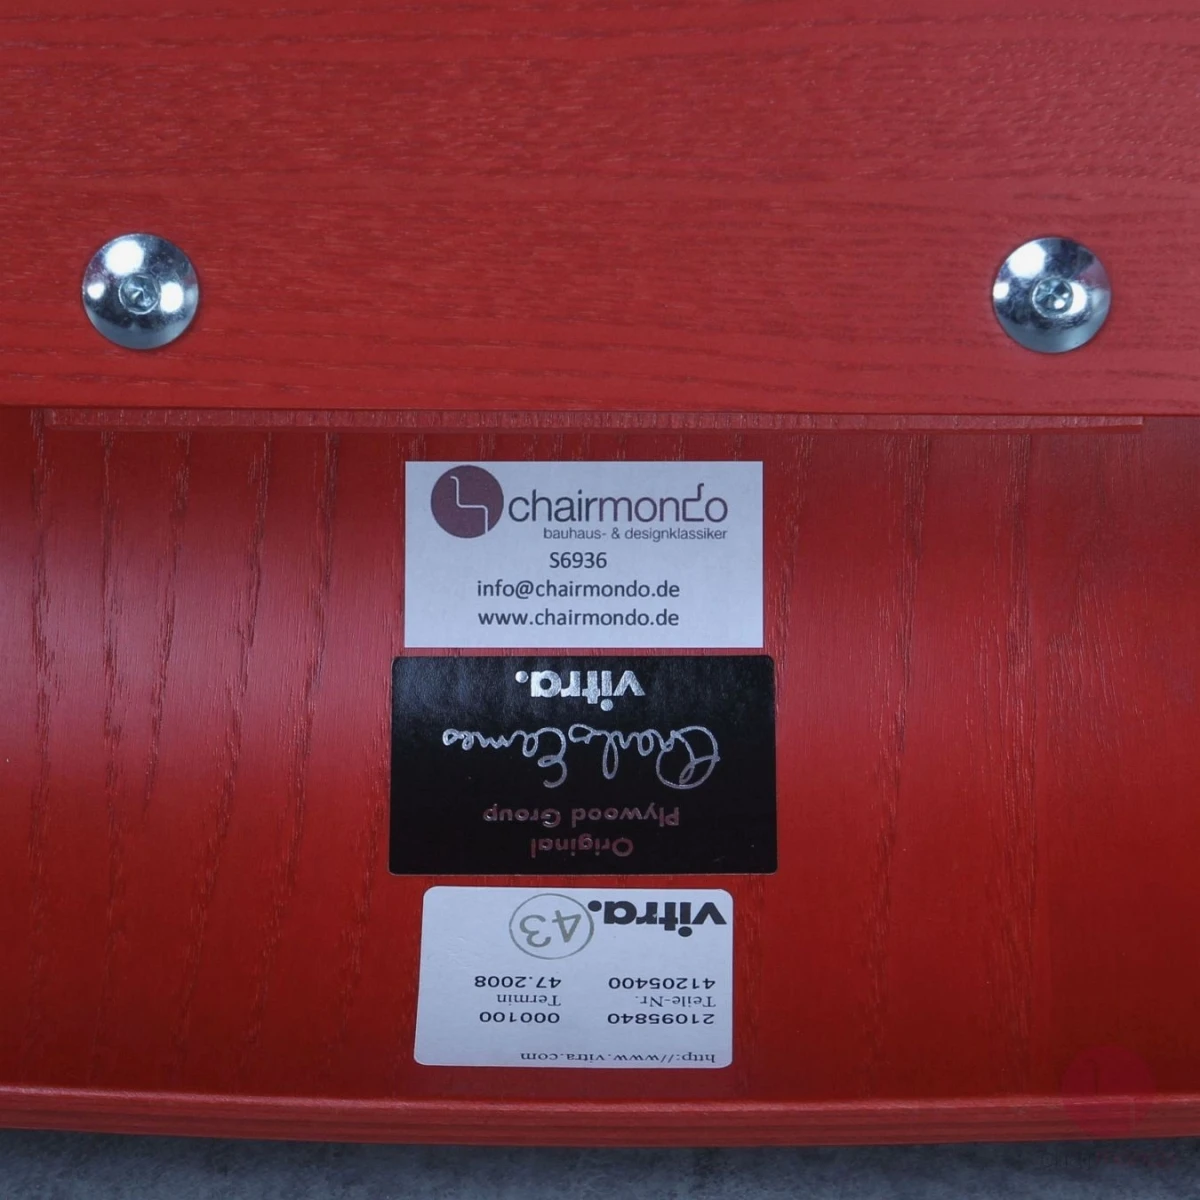 chairmondo
bauhaus- & designklassiker
S6936
info@chairmondo.de
www.chairmondo.de
Original
Plywood Group
Charles Eames
vitra.
http://www.vitra.com
21095840 000100
Teile-Nr. Termin
41205400 47.2008
vitra. 43